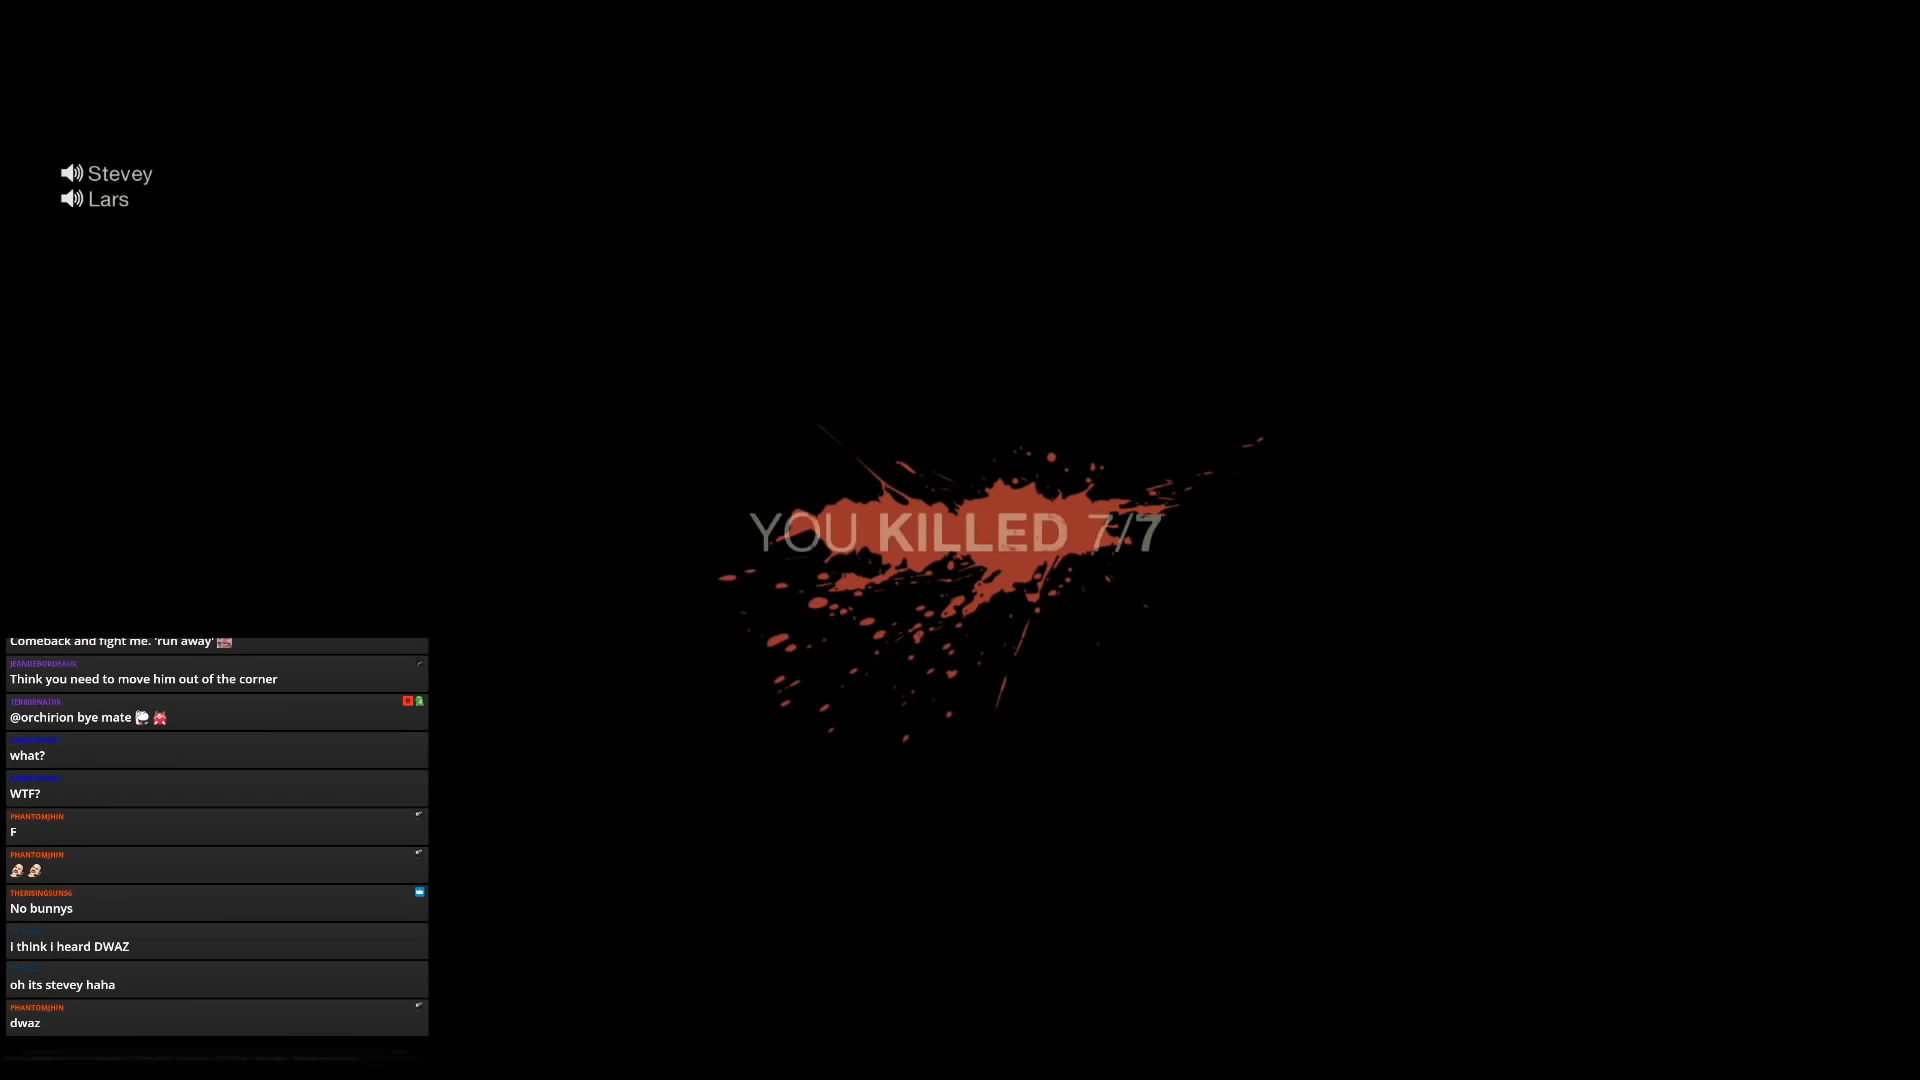 Stevey
Lars
YOU KILLED 7/7
Comeback and fight me. 'run away'
JEANDEBORDEAUX
Think you need to move him out of the corner
TERRORNATOR
@orchirion bye mate
what?
WTF?
PHANTOMJHIN
F
PHANTOMJHIN
THERISINGSUN56
No bunnys
i think i heard DWAZ
oh its stevey haha
PHANTOMJHIN
dwaz